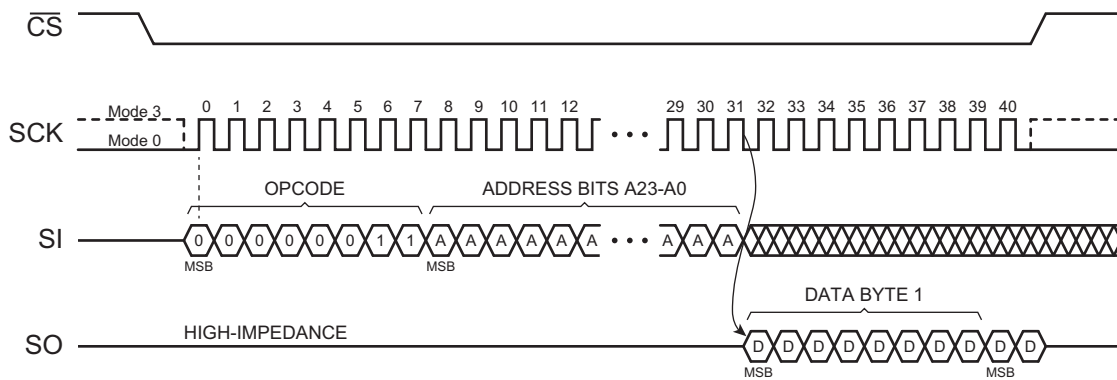 CS
Mode 3
0 1 2 3 4 5 6 7 8 9 10 11 12 29 30 31 32 33 34 35 36 37 38 39 40
SCK
Mode 0
OPCODE ADDRESS BITS A23-A0
SI 0 0 0 0 0 0 1 1 A A A A A A A A A
MSB MSB
DATA BYTE 1
HIGH-IMPEDANCE
SO D D D D D D D D D D
MSB MSB